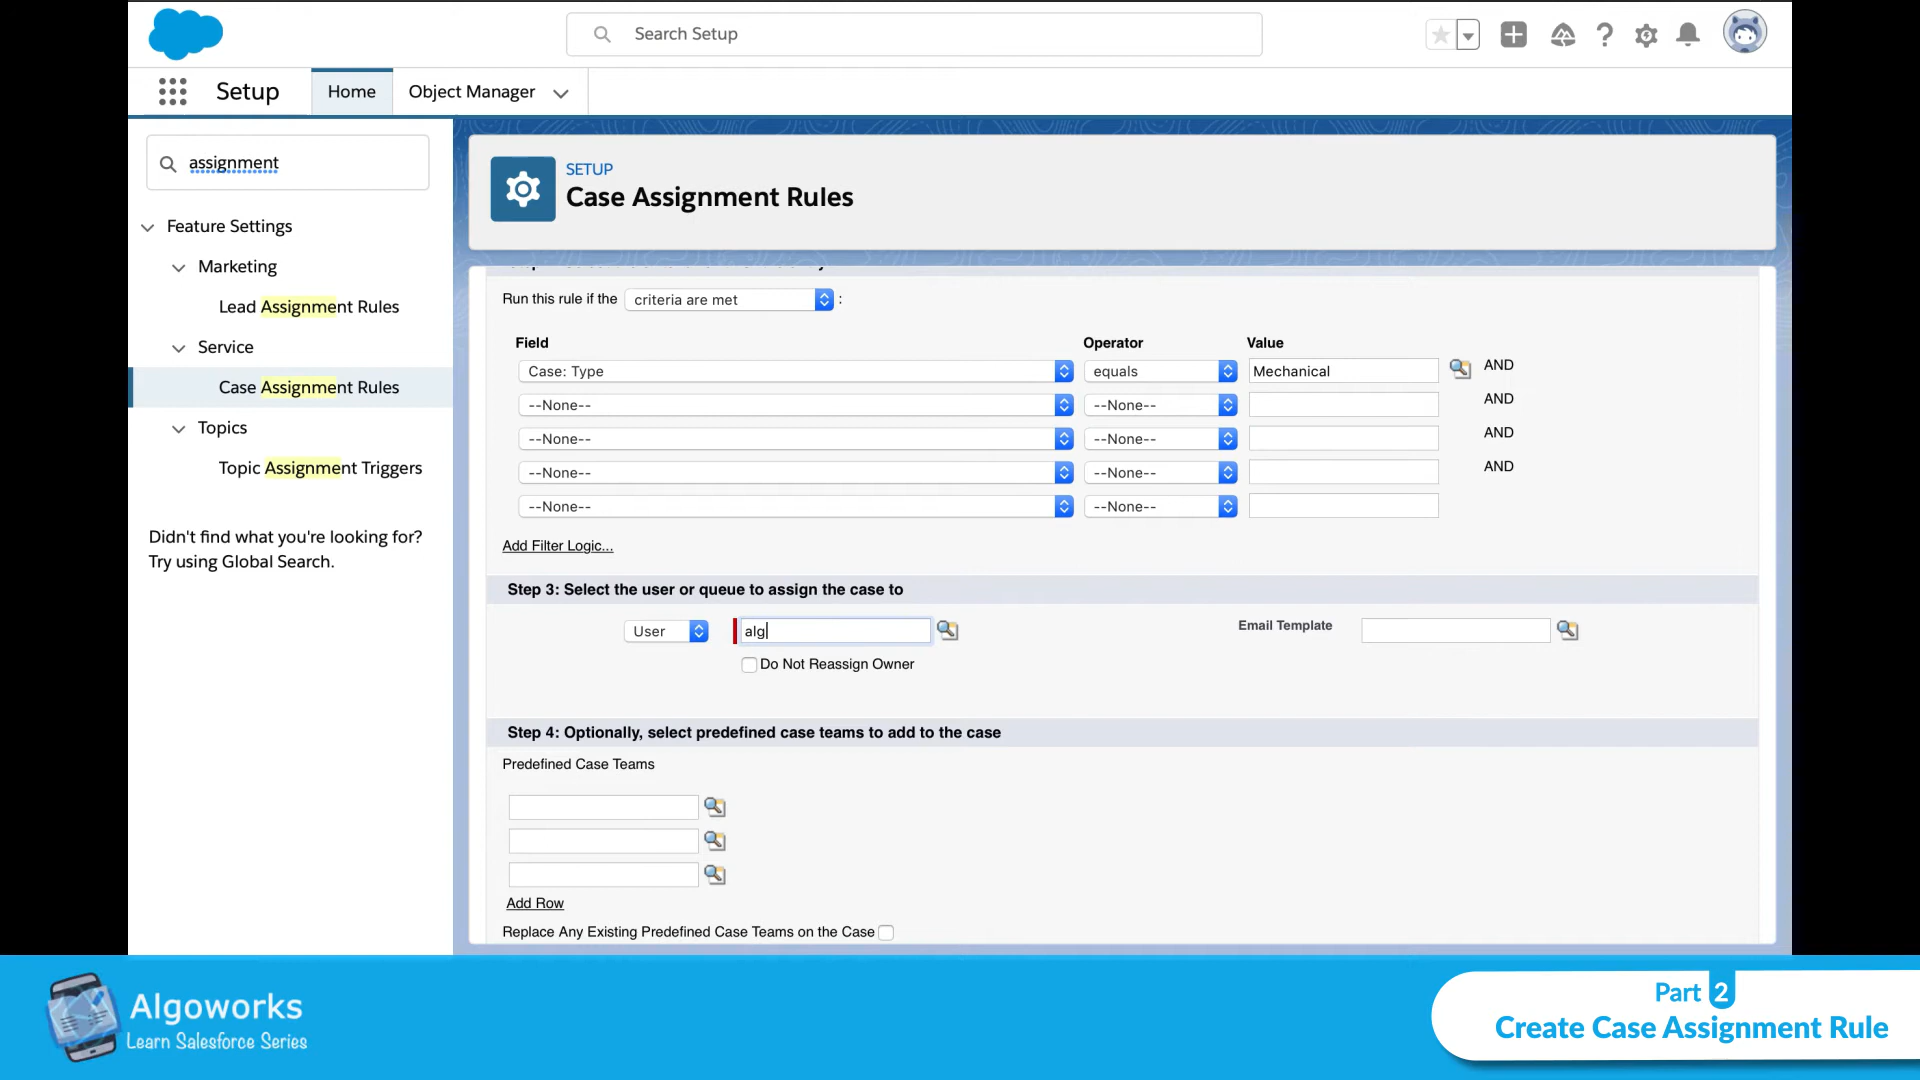 Search Setup
Setup
Home
Object Manager
assignment
Feature Settings
Marketing
Lead Assignment Rules
Service
Case Assignment Rules
Topics
Topic Assignment Triggers
Didn't find what you're looking for?
Try using Global Search.
SETUP
Case Assignment Rules
Run this rule if the criteria are met :
Field Operator Value
Case: Type equals Mechanical AND
--None-- --None-- AND
--None-- --None-- AND
--None-- --None-- AND
--None-- --None--
Add Filter Logic...
Step 3: Select the user or queue to assign the case to
User alg Email Template
Do Not Reassign Owner
Step 4: Optionally, select predefined case teams to add to the case
Predefined Case Teams
Add Row
Replace Any Existing Predefined Case Teams on the Case
Algoworks
Learn Salesforce Series
Part 2
Create Case Assignment Rule